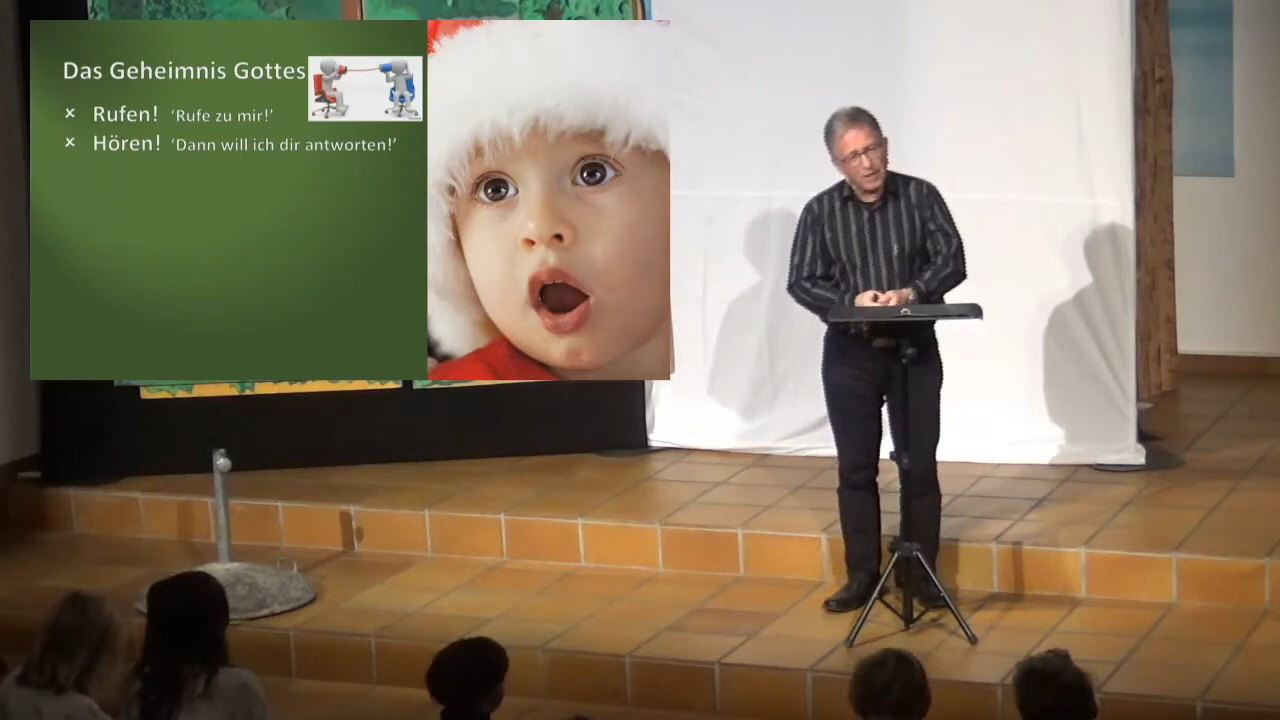 Das Geheimnis Gottes
× Rufen! ‘Rufe zu mir!’
× Hören! ‘Dann will ich dir antworten!’